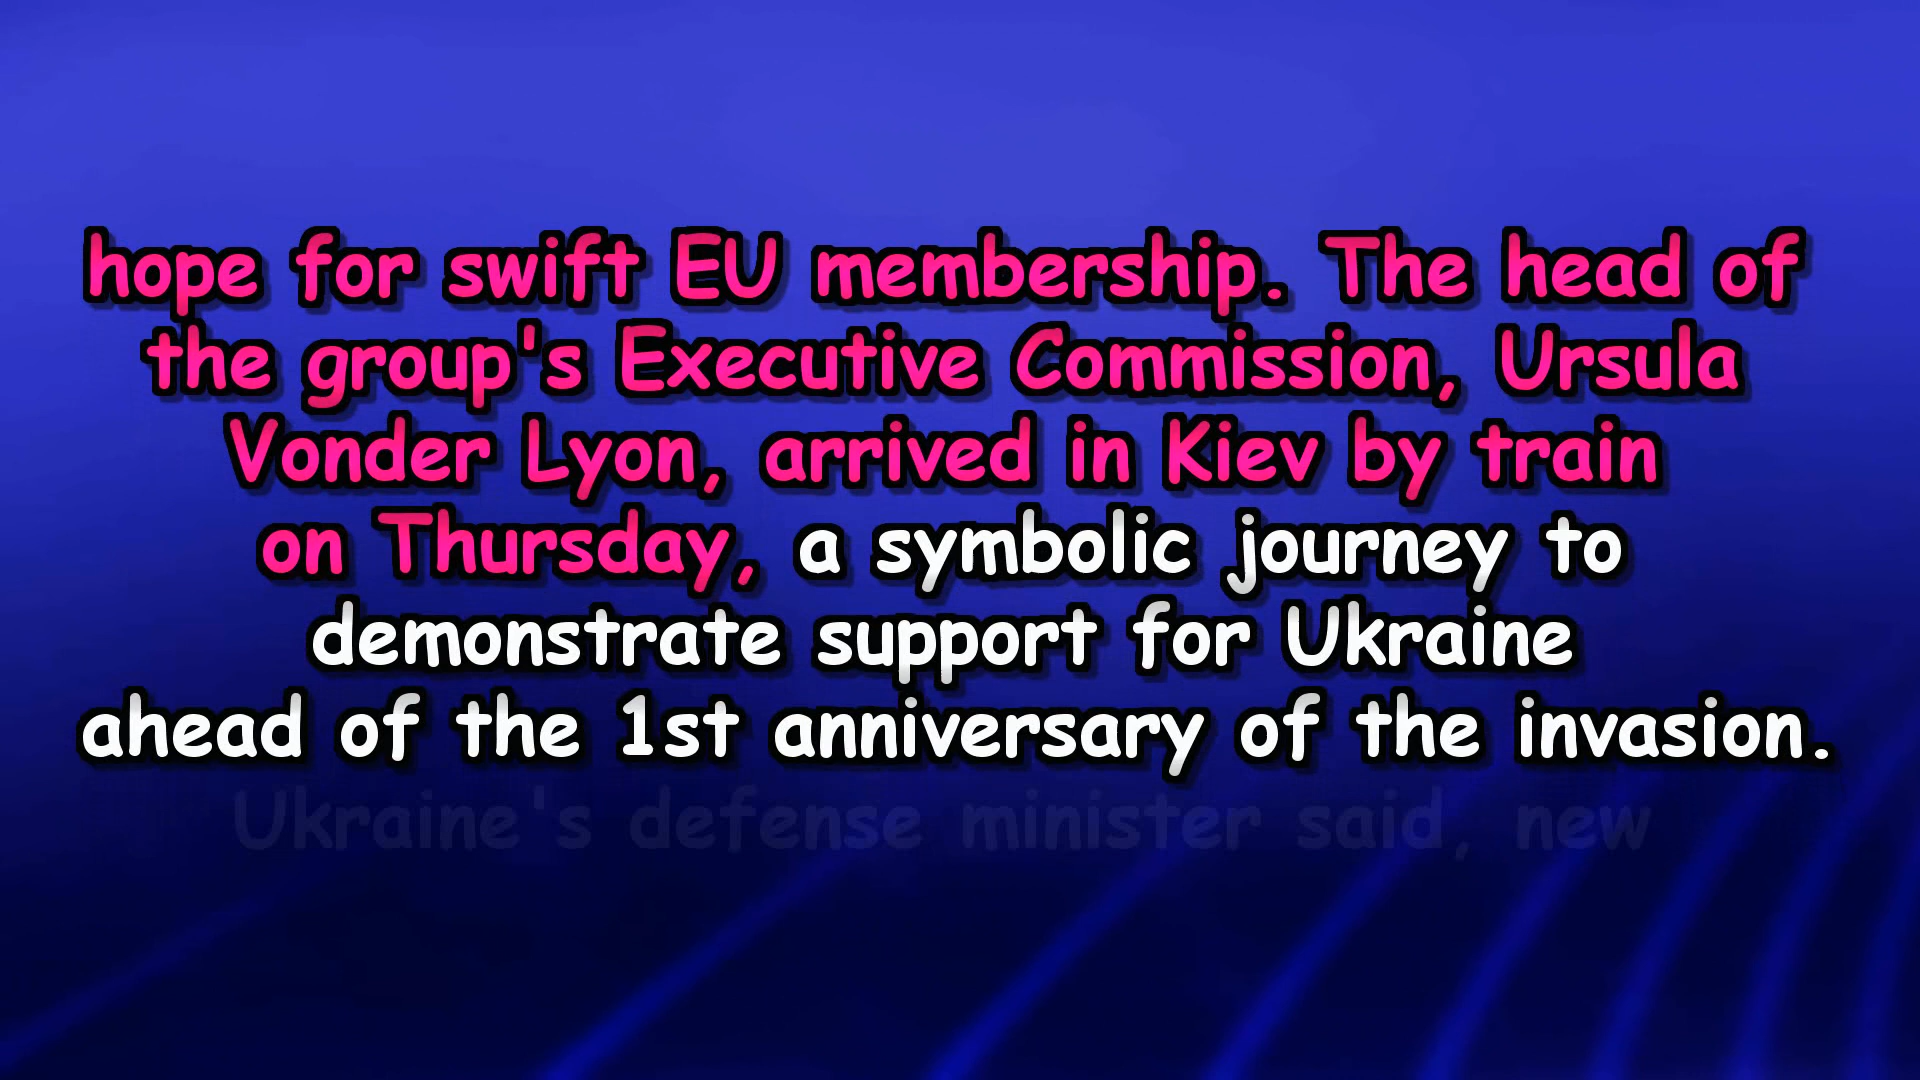 hope for swift EU membership. The head of
the group's Executive Commission, Ursula
Vonder Lyon, arrived in Kiev by train
on Thursday, a symbolic journey to
demonstrate support for Ukraine
ahead of the 1st anniversary of the invasion.
Ukraine's defense minister said, new